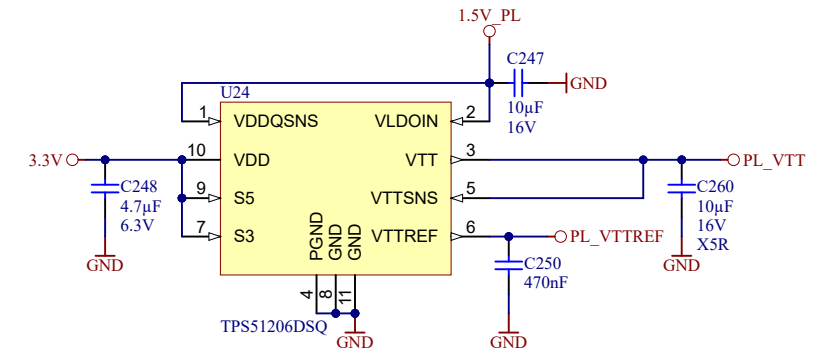 1.5V_PL
C247
GND
10µF
16V
U24
1
VDDQSNS
VLDOIN
2
3.3V
10
VDD
VTT
3
PL_VTT
C248
4.7µF
6.3V
GND
9
S5
VTTSNS
5
C260
10µF
16V
X5R
GND
7
S3
VTTREF
6
PL_VTTREF
PGND
GND
GND
C250
470nF
GND
4
8
11
TPS51206DSQ
GND